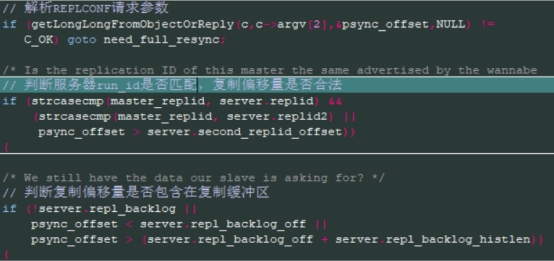 // 解析REPLCONF请求参数
if (getLongLongFromObjectOrReply(c,c->argv[2],&psync_offset,NULL) !=
C_OK) goto need_full_resync;
/* Is the replication ID of this master the same advertised by the wannabe
// 判断服务器run_id是否匹配，复制偏移量是否合法
if (strcasecmp(master_replid, server.replid) &&
(strcasecmp(master_replid, server.replid2) ||
psync_offset > server.second_replid_offset))
{
/* We still have the data our slave is asking for? */
// 判断复制偏移量是否包含在复制缓冲区
if (!server.repl_backlog ||
psync_offset < server.repl_backlog_off ||
psync_offset > (server.repl_backlog_off + server.repl_backlog_histlen))
{